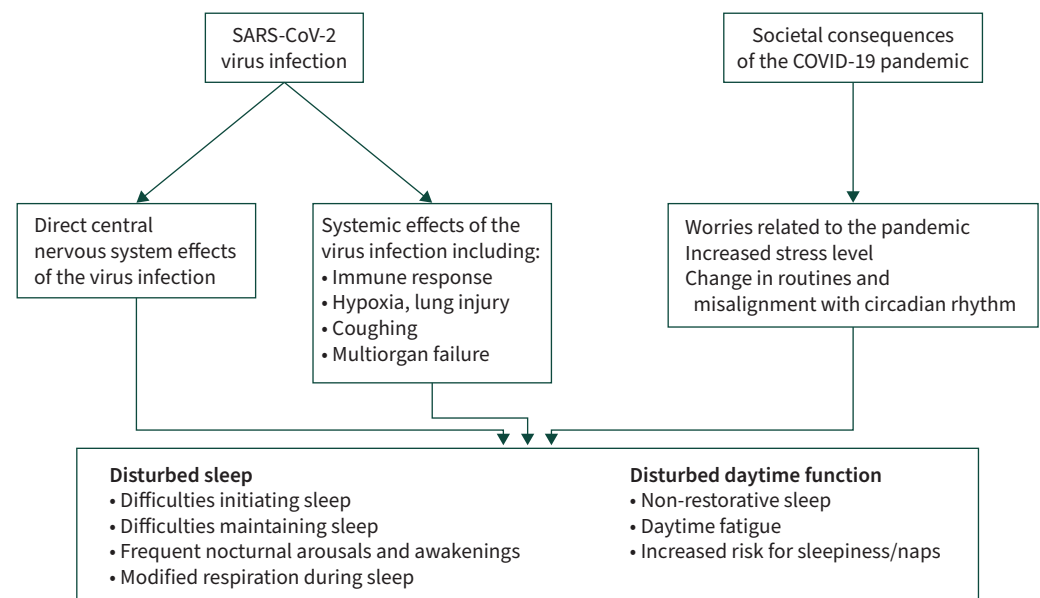 SARS-CoV-2
virus infection
Societal consequences
of the COVID-19 pandemic
Direct central
nervous system effects
of the virus infection
Systemic effects of the
virus infection including:
• Immune response
• Hypoxia, lung injury
• Coughing
• Multiorgan failure
Worries related to the pandemic
Increased stress level
Change in routines and
misalignment with circadian rhythm
Disturbed sleep
• Difficulties initiating sleep
• Difficulties maintaining sleep
• Frequent nocturnal arousals and awakenings
• Modified respiration during sleep
Disturbed daytime function
• Non-restorative sleep
• Daytime fatigue
• Increased risk for sleepiness/naps